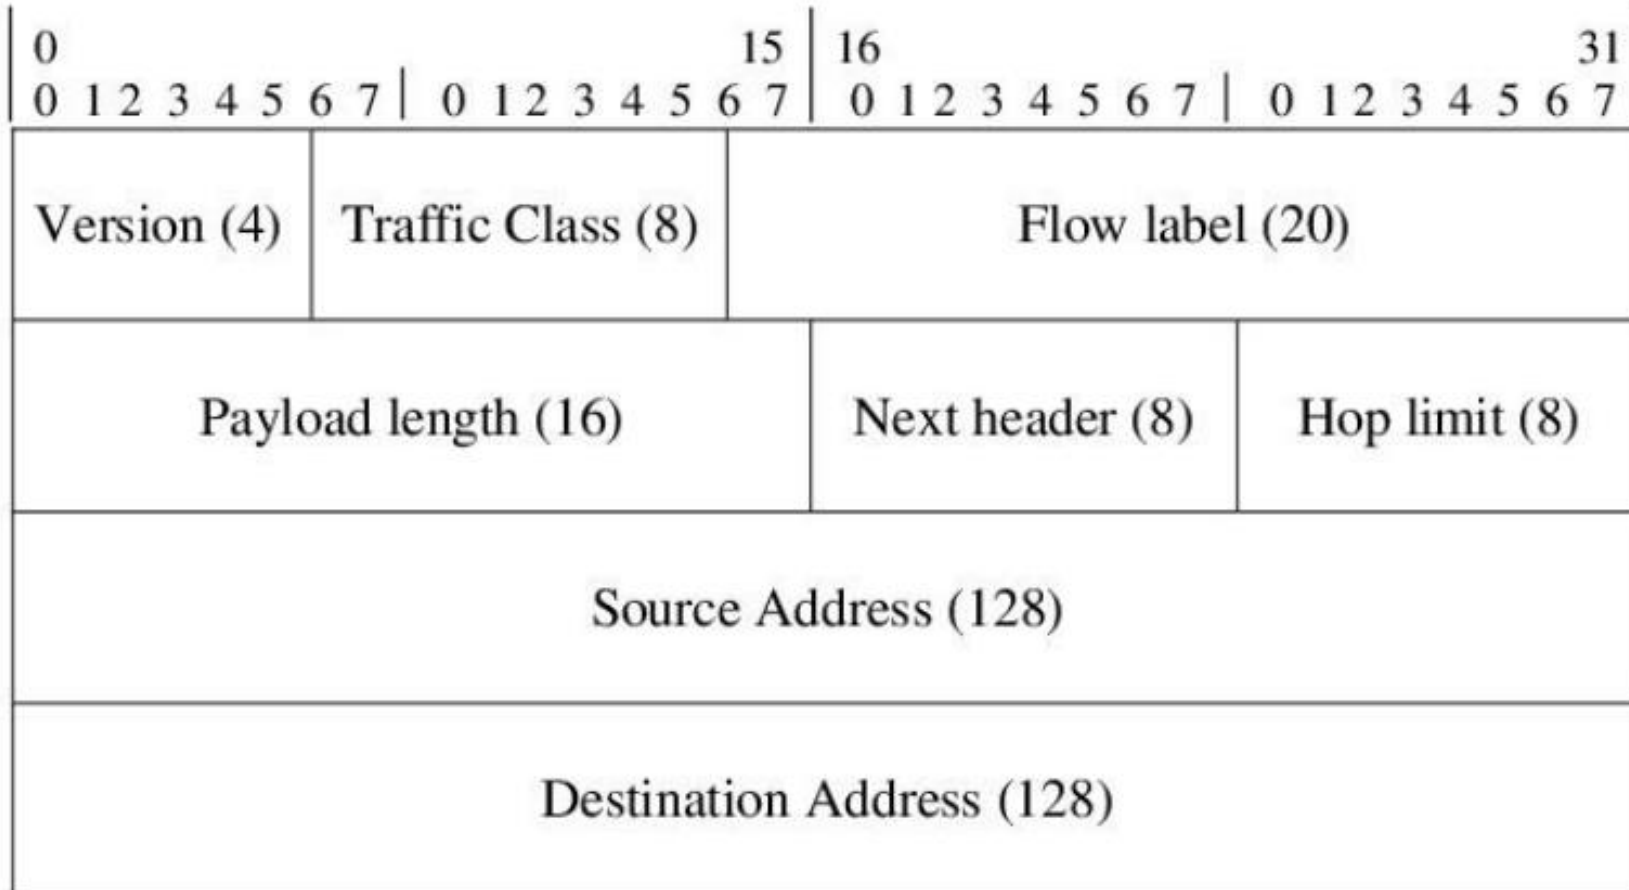 0 15 16 31
0 1 2 3 4 5 6 7 0 1 2 3 4 5 6 7 0 1 2 3 4 5 6 7 0 1 2 3 4 5 6 7
Version (4) Traffic Class (8) Flow label (20)
Payload length (16) Next header (8) Hop limit (8)
Source Address (128)
Destination Address (128)